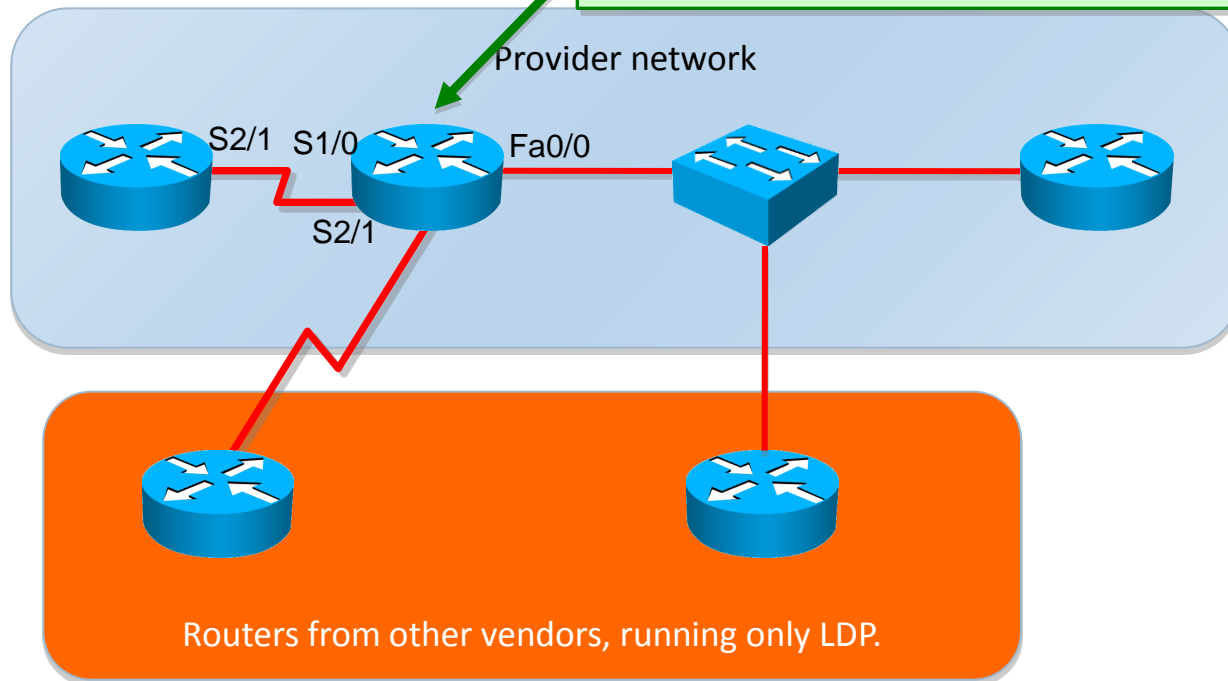 Provider network
S2/1
S1/0
Fa0/0
S2/1
Routers from other vendors, running only LDP.